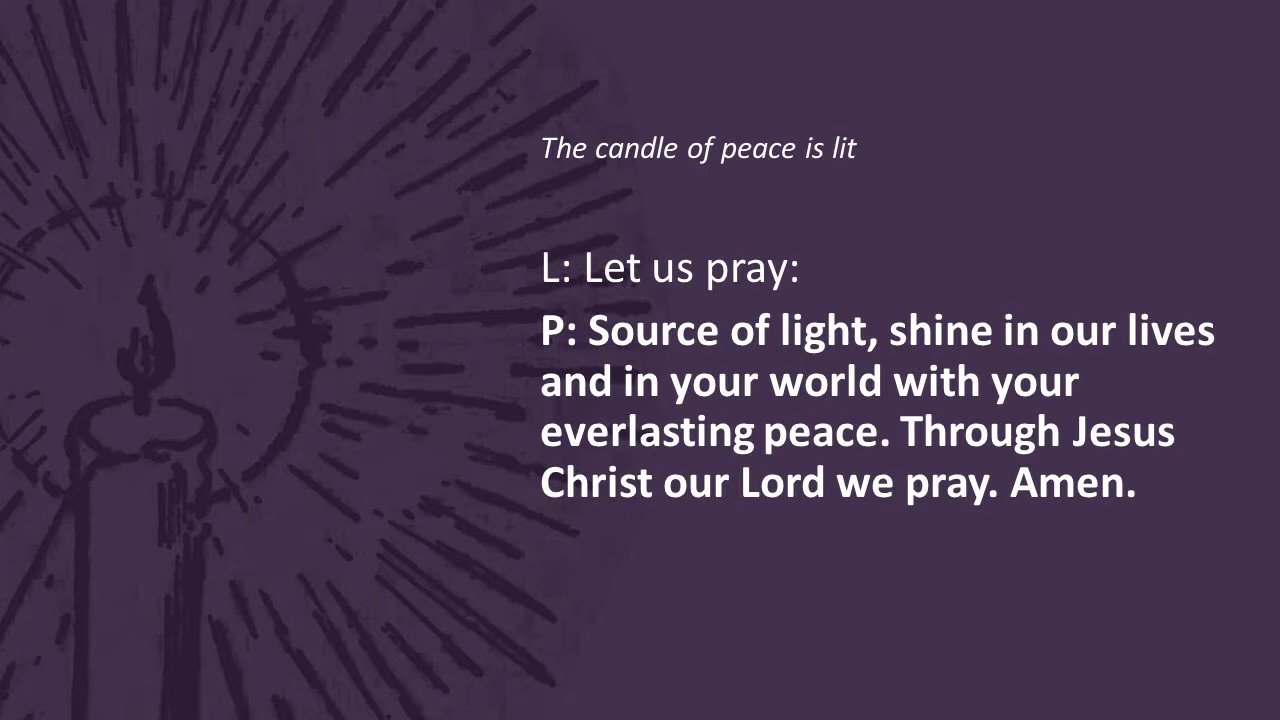 The candle of peace is lit
L: Let us pray:
P: Source of light, shine in our lives
and in your world with your
everlasting peace. Through Jesus
Christ our Lord we pray. Amen.